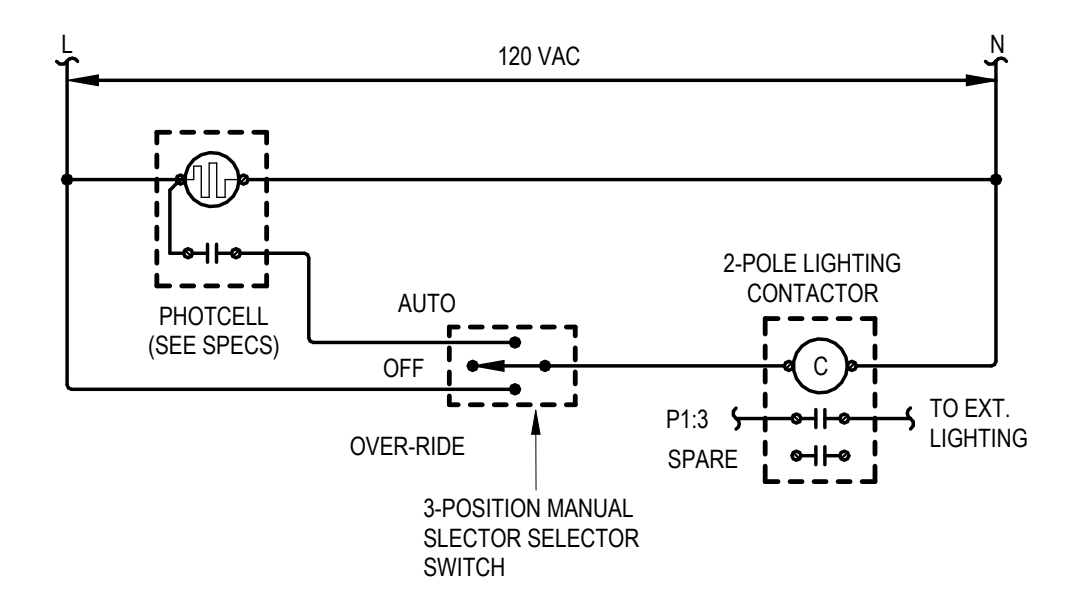 L
120 VAC
N
PHOTCELL
(SEE SPECS)
AUTO
OFF
OVER-RIDE
3-POSITION MANUAL
SLECTOR SELECTOR
SWITCH
2-POLE LIGHTING
CONTACTOR
C
P1:3
SPARE
TO EXT.
LIGHTING